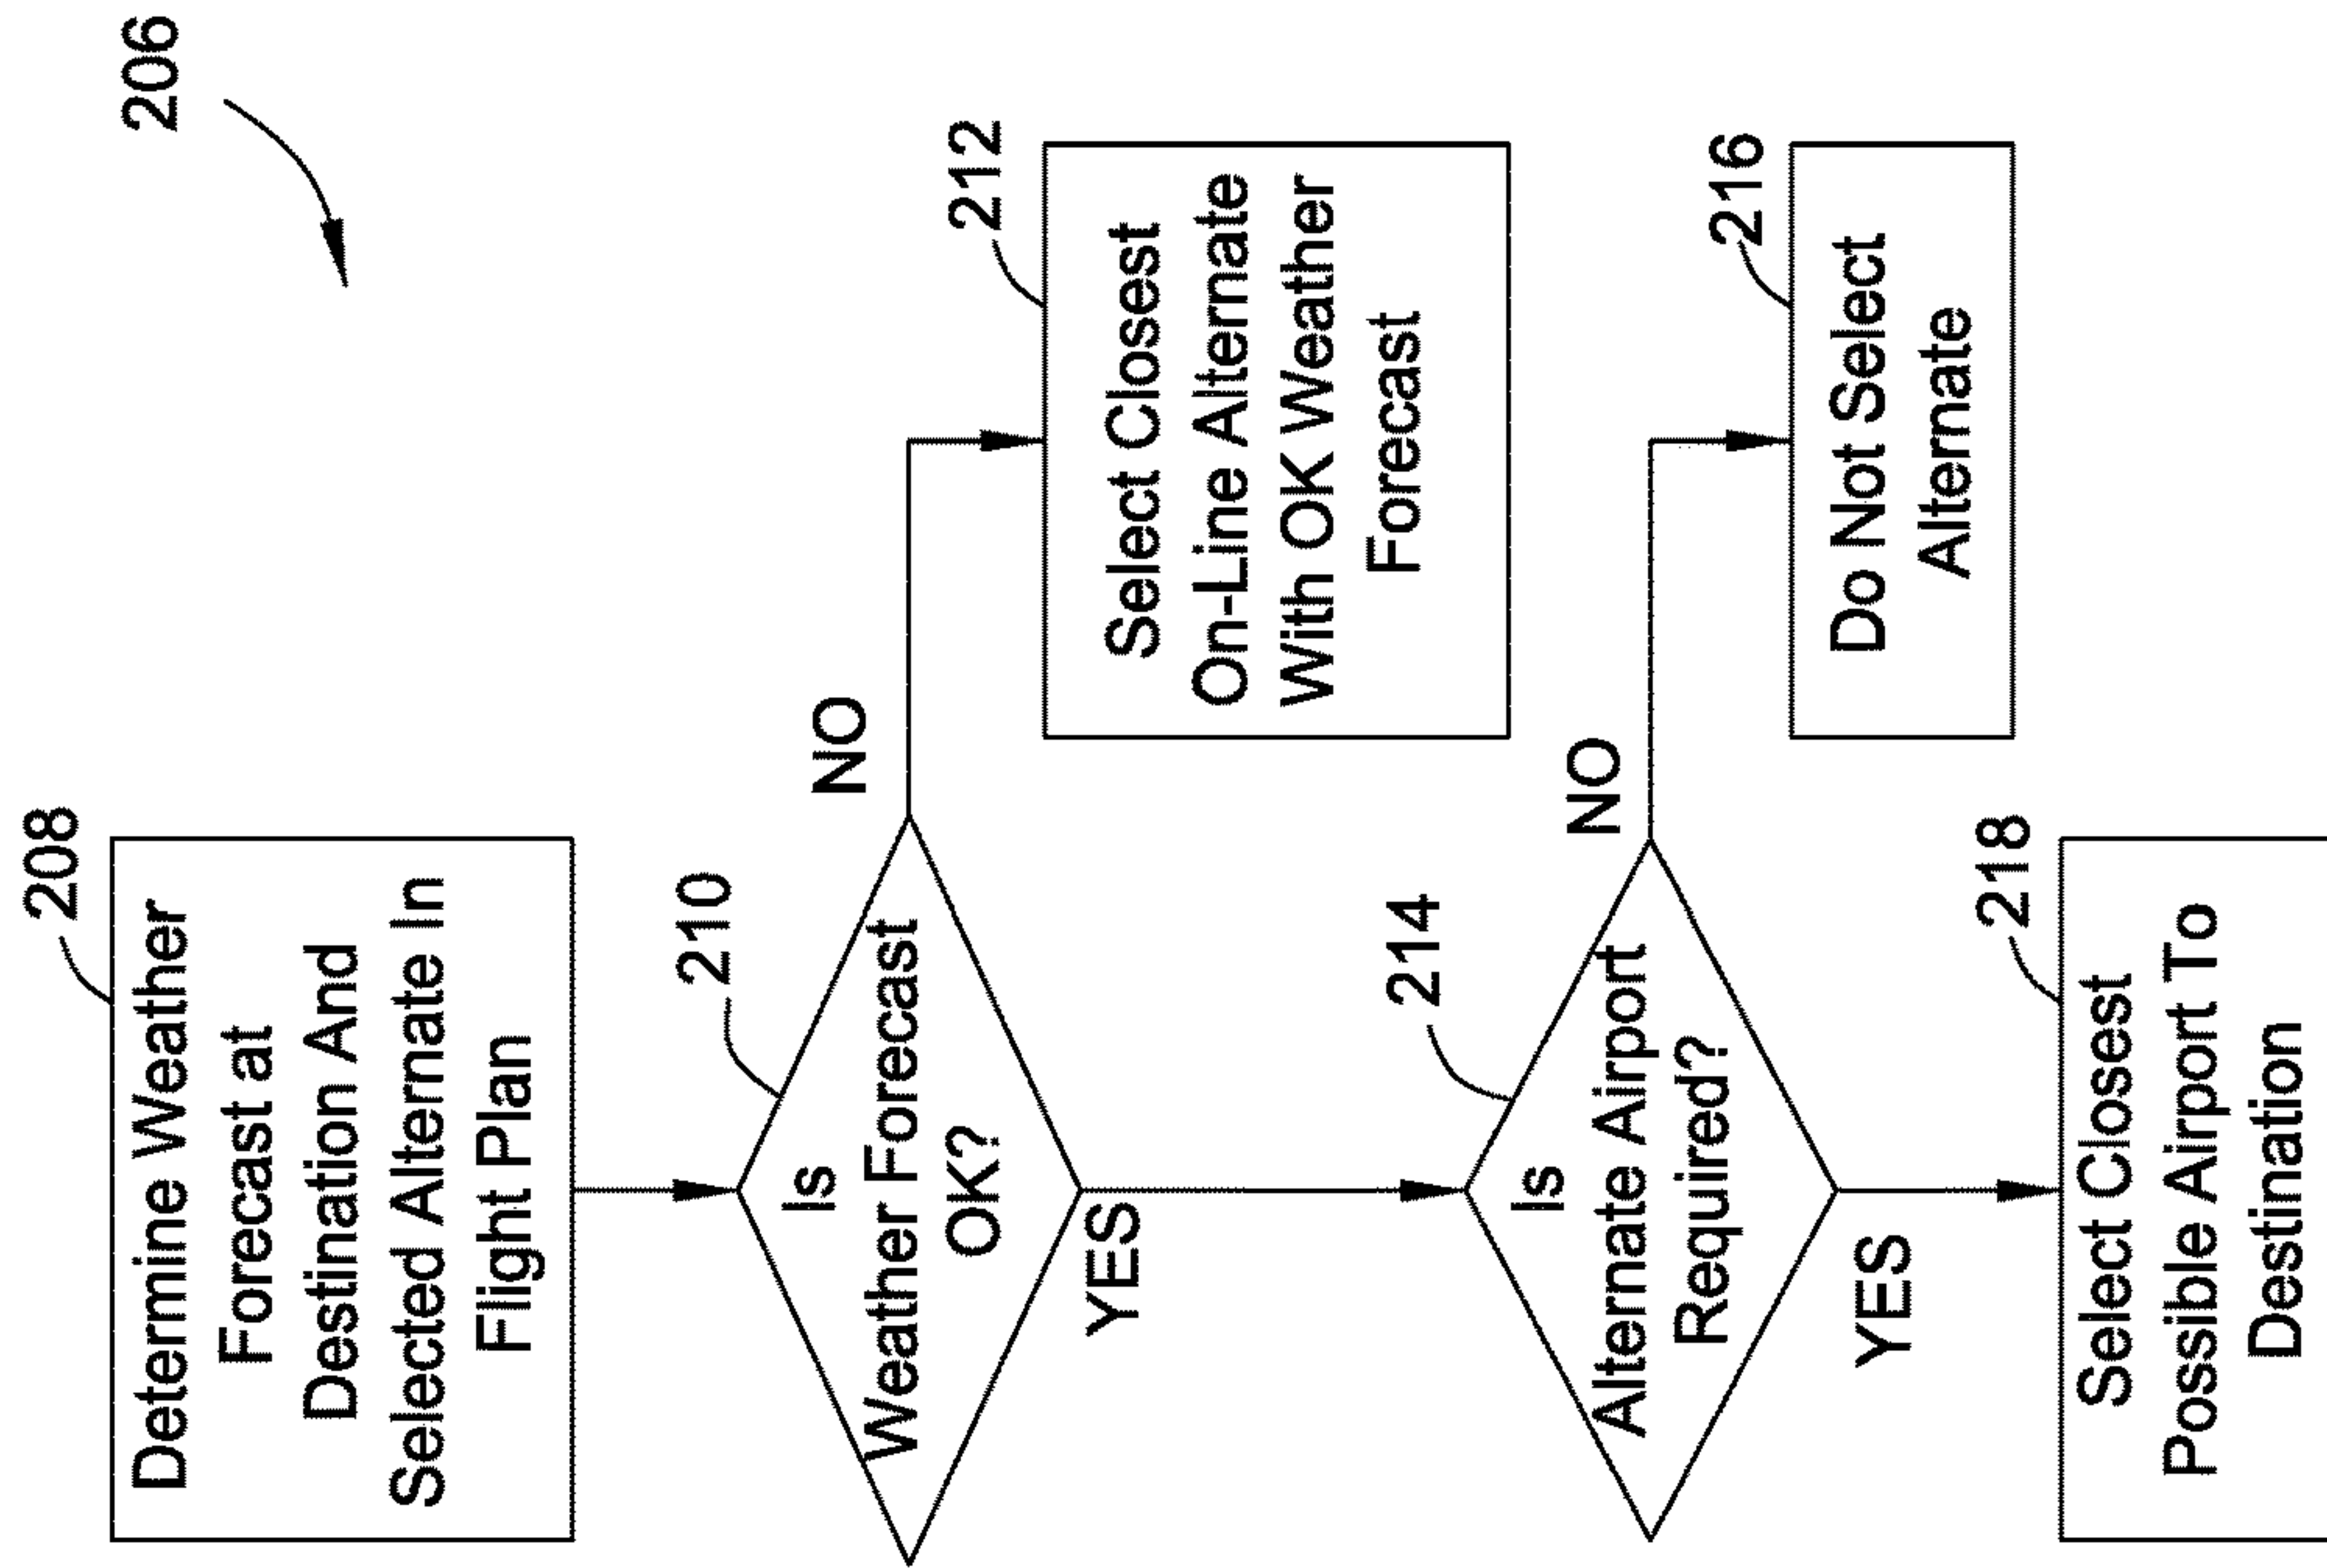 206
208
Determine Weather
Forecast at
Destination And
Selected Alternate In
Flight Plan
210
Is
Weather Forecast
OK?
NO
212
Select Closest
On-Line Alternate
With OK Weather
Forecast
YES
214
Is
Alternate Airport
Required?
NO
216
Do Not Select
Alternate
YES
218
Select Closest
Possible Airport To
Destination